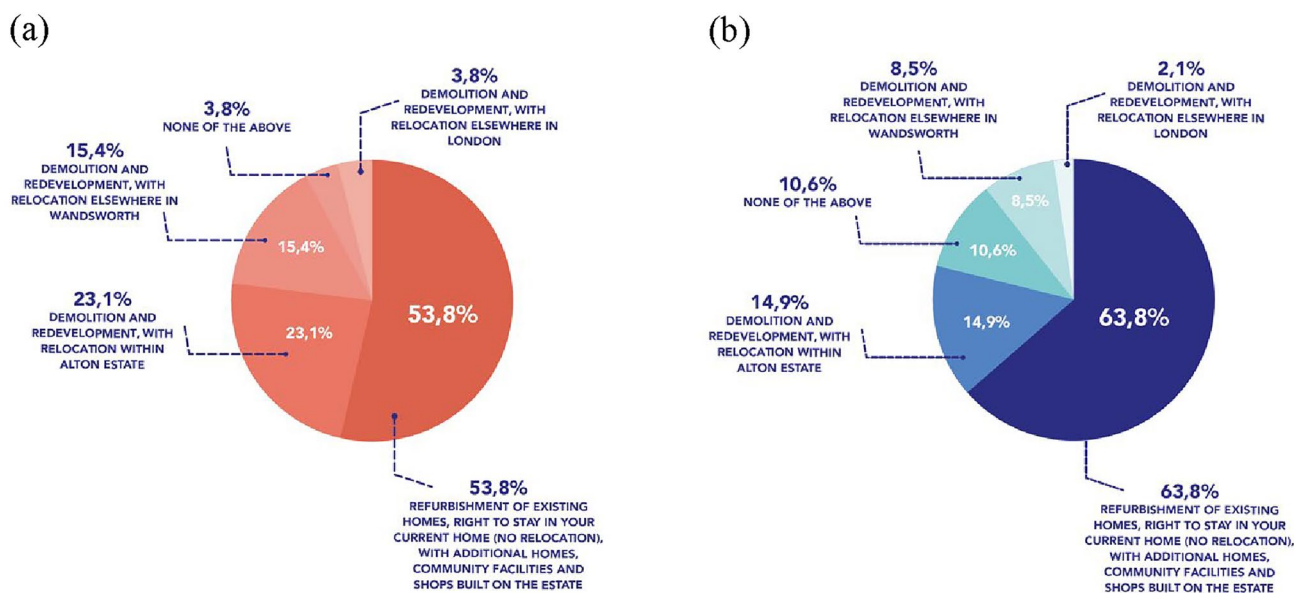 (a)
3,8%
DEMOLITION AND
REDEVELOPMENT, WITH
RELOCATION ELSEWHERE IN
LONDON
3,8%
NONE OF THE ABOVE
15,4%
DEMOLITION AND
REDEVELOPMENT, WITH
RELOCATION ELSEWHERE IN
WANDSWORTH
15,4%
23,1%
DEMOLITION AND
REDEVELOPMENT, WITH
RELOCATION WITHIN
ALTON ESTATE
23,1%
53,8%
53,8%
REFURBISHMENT OF EXISTING
HOMES, RIGHT TO STAY IN YOUR
CURRENT HOME (NO RELOCATION),
WITH ADDITIONAL HOMES,
COMMUNITY FACILITIES AND
SHOPS BUILT ON THE ESTATE
(b)
8,5%
DEMOLITION AND
REDEVELOPMENT, WITH
RELOCATION ELSEWHERE IN
WANDSWORTH
2,1%
DEMOLITION AND
REDEVELOPMENT, WITH
RELOCATION ELSEWHERE IN
LONDON
8,5%
10,6%
NONE OF THE ABOVE
10,6%
14,9%
DEMOLITION AND
REDEVELOPMENT, WITH
RELOCATION WITHIN
ALTON ESTATE
14,9%
63,8%
63,8%
REFURBISHMENT OF EXISTING
HOMES, RIGHT TO STAY IN YOUR
CURRENT HOME (NO RELOCATION),
WITH ADDITIONAL HOMES,
COMMUNITY FACILITIES AND
SHOPS BUILT ON THE ESTATE